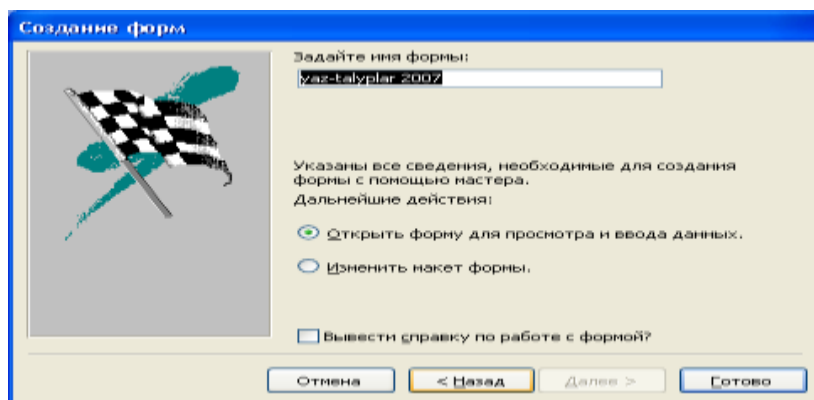 Создание форм
Задайте имя формы:
yaz-talyplar 2007
Указаны все сведения, необходимые для создания
формы с помощью мастера.
Дальнейшие действия:
Открыть форму для просмотра и ввода данных.
Изменить макет формы.
Вывести справку по работе с формой?
Отмена
< Назад
Далее >
Готово